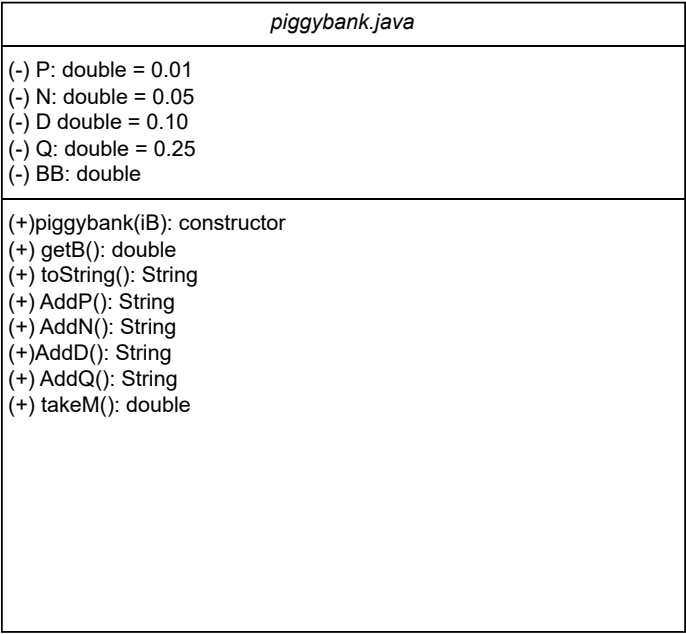 piggybank.java
(-) P: double = 0.01
(-) N: double = 0.05
(-) D double = 0.10
(-) Q: double = 0.25
(-) BB: double
(+)piggybank(iB): constructor
(+) getB(): double
(+) toString(): String
(+) AddP(): String
(+) AddN(): String
(+)AddD(): String
(+) AddQ(): String
(+) takeM(): double